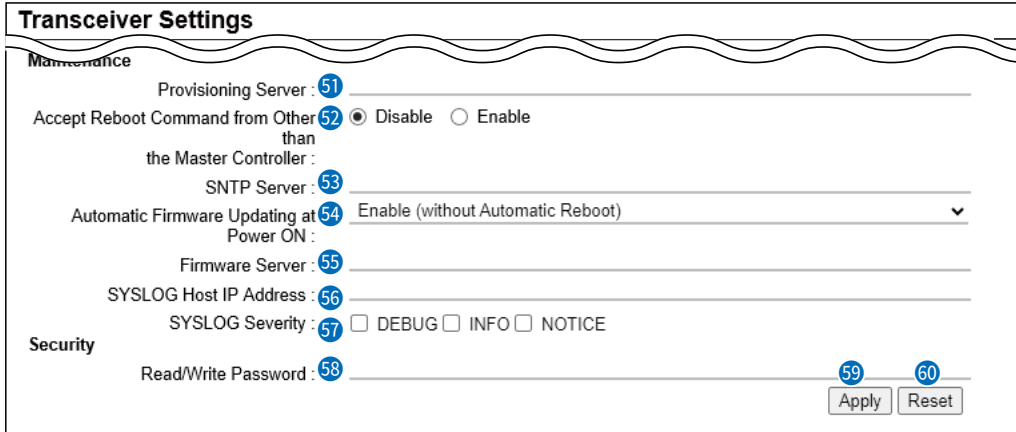 Transceiver Settings
Maintenance
Provisioning Server : 51
Accept Reboot Command from Other 52 Disable Enable
than
the Master Controller :
SNTP Server : 53
Automatic Firmware Updating at 54 Enable (without Automatic Reboot)
Power ON :
Firmware Server : 55
SYSLOG Host IP Address : 56
SYSLOG Severity : 57 DEBUG INFO NOTICE
Security
Read/Write Password : 58
59 60
Apply Reset